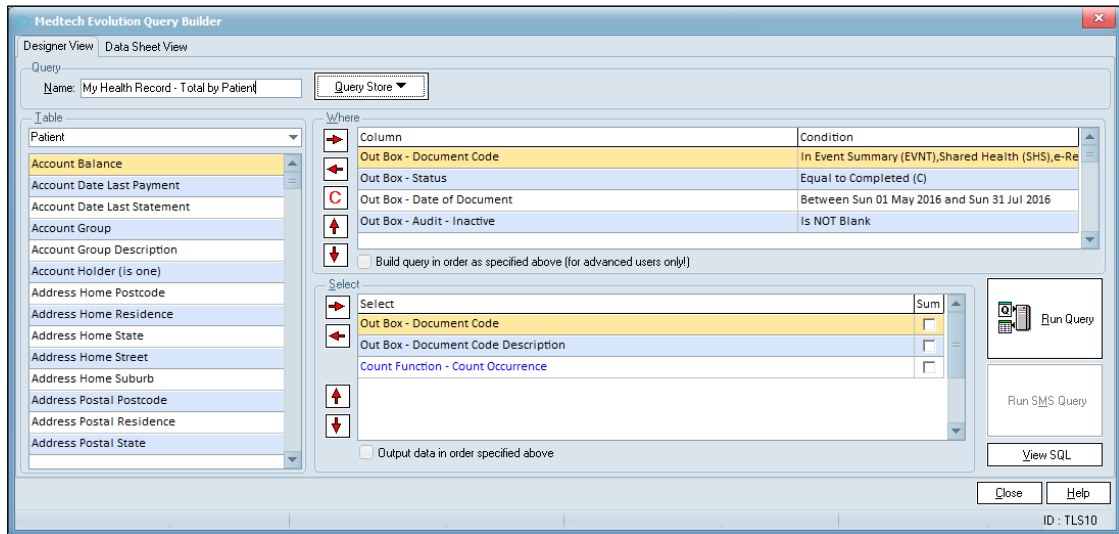 Medtech Evolution Query Builder
Designer View Data Sheet View
Query
Name: My Health Record - Total by Patient Query Store
Table
Patient
Account Balance
Account Date Last Payment
Account Date Last Statement
Account Group
Account Group Description
Account Holder (is one)
Address Home Postcode
Address Home Residence
Address Home State
Address Home Street
Address Home Suburb
Address Postal Postcode
Address Postal Residence
Address Postal State
Where
Column Condition
Out Box - Document Code In Event Summary (EVNT),Shared Health (SHS),e-Re
Out Box - Status Equal to Completed (C)
Out Box - Date of Document Between Sun 01 May 2016 and Sun 31 Jul 2016
Out Box - Audit - Inactive Is NOT Blank
C
Build query in order as specified above (for advanced users only!)
Select
Select Sum
Out Box - Document Code
Out Box - Document Code Description
Count Function - Count Occurrence
Output data in order specified above
Run Query
Run SMS Query
View SQL
Close Help
ID : TLS10